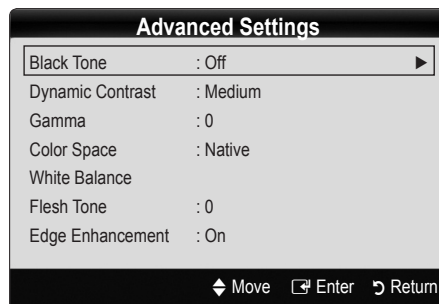 Advanced Settings
Black Tone : Off ►
Dynamic Contrast : Medium
Gamma : 0
Color Space : Native
White Balance
Flesh Tone : 0
Edge Enhancement : On
Move Enter Return